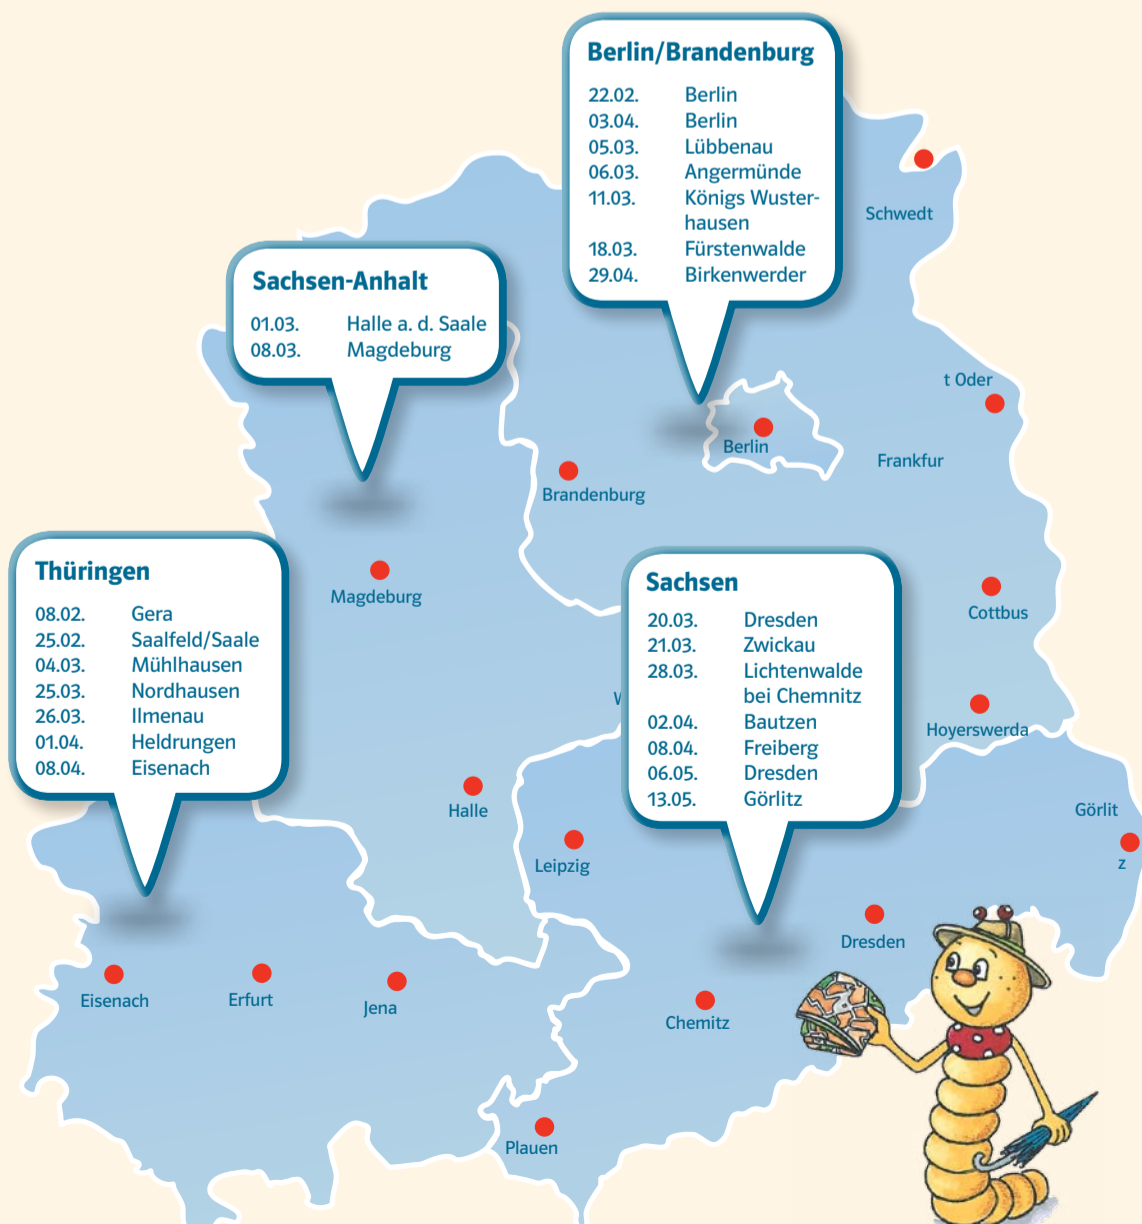 Berlin/Brandenburg
22.02. Berlin
03.04. Berlin
05.03. Lübbenau
06.03. Angermünde
11.03. Königs Wuster-
hausen
18.03. Fürstenwalde
29.04. Birkenwerder
Schwedt
Sachsen-Anhalt
01.03. Halle a. d. Saale
08.03. Magdeburg
t Oder
Berlin
Frankfur
Brandenburg
Thüringen
08.02. Gera
25.02. Saalfeld/Saale
04.03. Mühlhausen
25.03. Nordhausen
26.03. Ilmenau
01.04. Heldrungen
08.04. Eisenach
Magdeburg
Sachsen
20.03. Dresden
21.03. Zwickau
28.03. Lichtenwalde
bei Chemnitz
02.04. Bautzen
08.04. Freiberg
06.05. Dresden
13.05. Görlitz
Cottbus
Hoyerswerda
Halle
Görlit
z
Leipzig
Dresden
Eisenach
Erfurt
Jena
Chemitz
Plauen